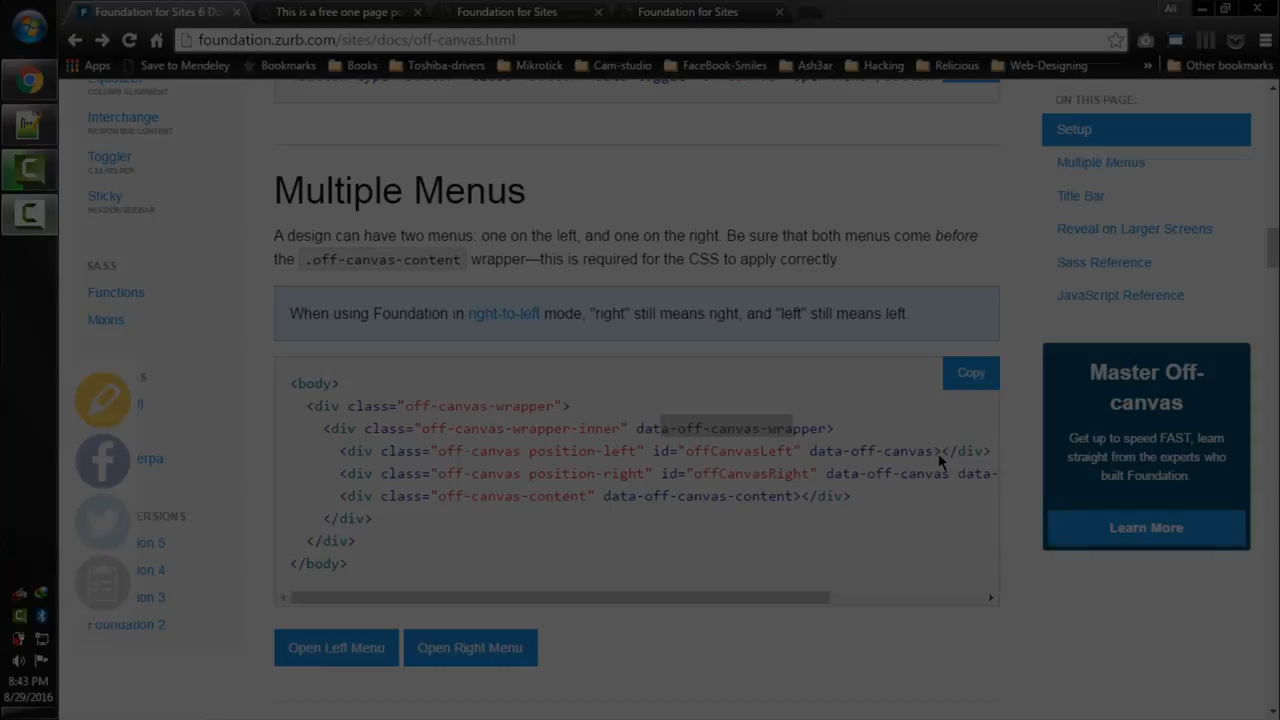 Foundation for Sites 6 Do
This is a free one page po
Foundation for Sites
Foundation for Sites
Ali
foundation.zurb.com/sites/docs/off-canvas.html
Apps
Save to Mendeley
Bookmarks
Books
Toshiba-drivers
Mikrotick
Cam-studio
FaceBook-Smiles
Ash3ar
Hacking
Relicious
Web-Designing
»
Other bookmarks
COLUMN ALIGNMENT
Interchange
RESPONSIVE CONTENT
Toggler
CSS HELPER
Sticky
HEADER/SIDEBAR
SASS
Functions
Mixins
S
erpa
ERSIONS
ion 5
ion 4
ion 3
Foundation 2
Multiple Menus
A design can have two menus: one on the left, and one on the right. Be sure that both menus come before
the .off-canvas-content wrapper—this is required for the CSS to apply correctly
When using Foundation in right-to-left mode, "right" still means right, and "left" still means left.
Copy
<body>
<div class="off-canvas-wrapper">
<div class="off-canvas-wrapper-inner" data-off-canvas-wrapper>
<div class="off-canvas position-left" id="offCanvasLeft" data-off-canvas></div>
<div class="off-canvas position-right" id="offCanvasRight" data-off-canvas data-
<div class="off-canvas-content" data-off-canvas-content></div>
</div>
</div>
</body>
Open Left Menu
Open Right Menu
ON THIS PAGE:
Setup
Multiple Menus
Title Bar
Reveal on Larger Screens
Sass Reference
JavaScript Reference
Master Off-
canvas
Get up to speed FAST, learn
straight from the experts who
built Foundation.
Learn More
8:43 PM
8/29/2016